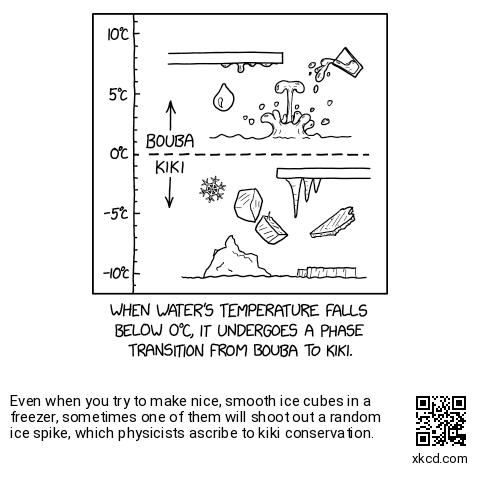 10°C
5°C
BOUBA
0°C
KIKI
-5°C
-10°C
WHEN WATER'S TEMPERATURE FALLS
BELOW 0°C, IT UNDERGOES A PHASE
TRANSITION FROM BOUBA TO KIKI.
Even when you try to make nice, smooth ice cubes in a
freezer, sometimes one of them will shoot out a random
ice spike, which physicists ascribe to kiki conservation.
xkcd.com